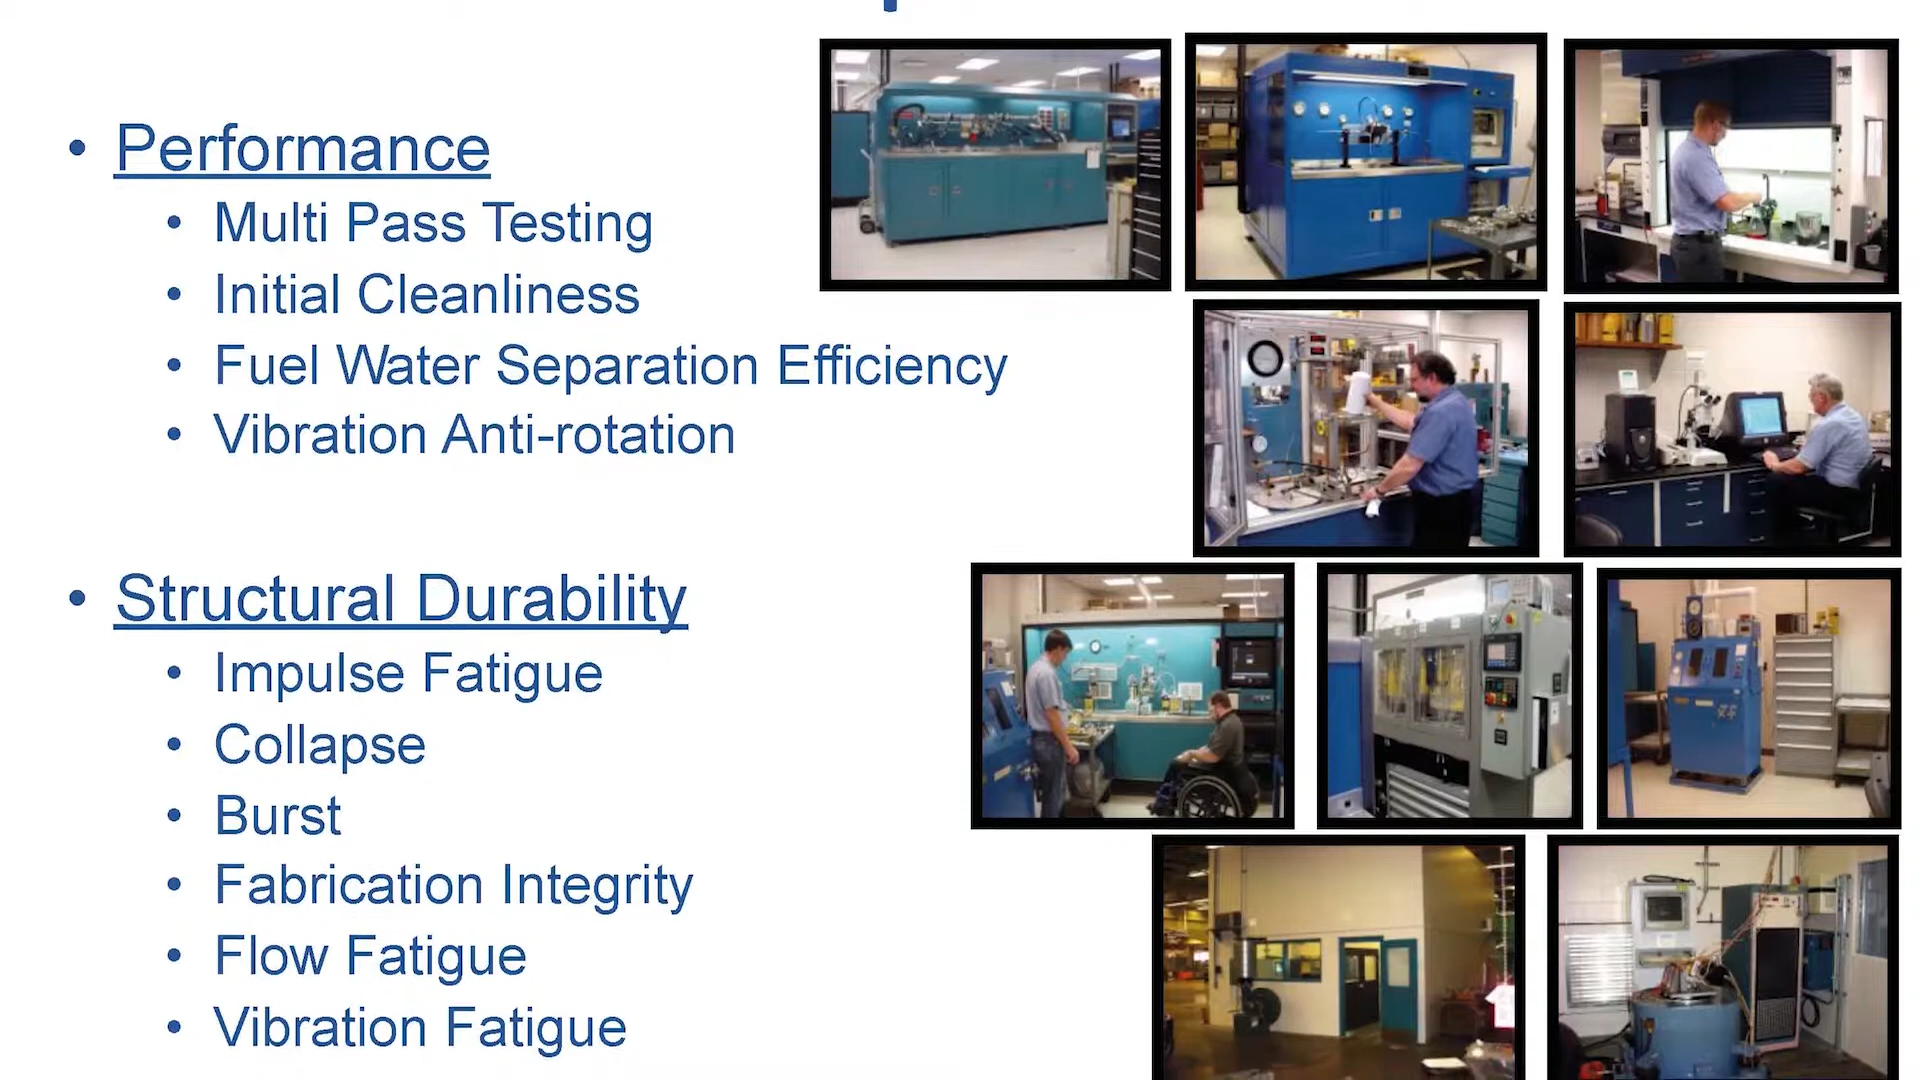 • Performance
• Multi Pass Testing
• Initial Cleanliness
• Fuel Water Separation Efficiency
• Vibration Anti-rotation
• Structural Durability
• Impulse Fatigue
• Collapse
• Burst
• Fabrication Integrity
• Flow Fatigue
• Vibration Fatigue